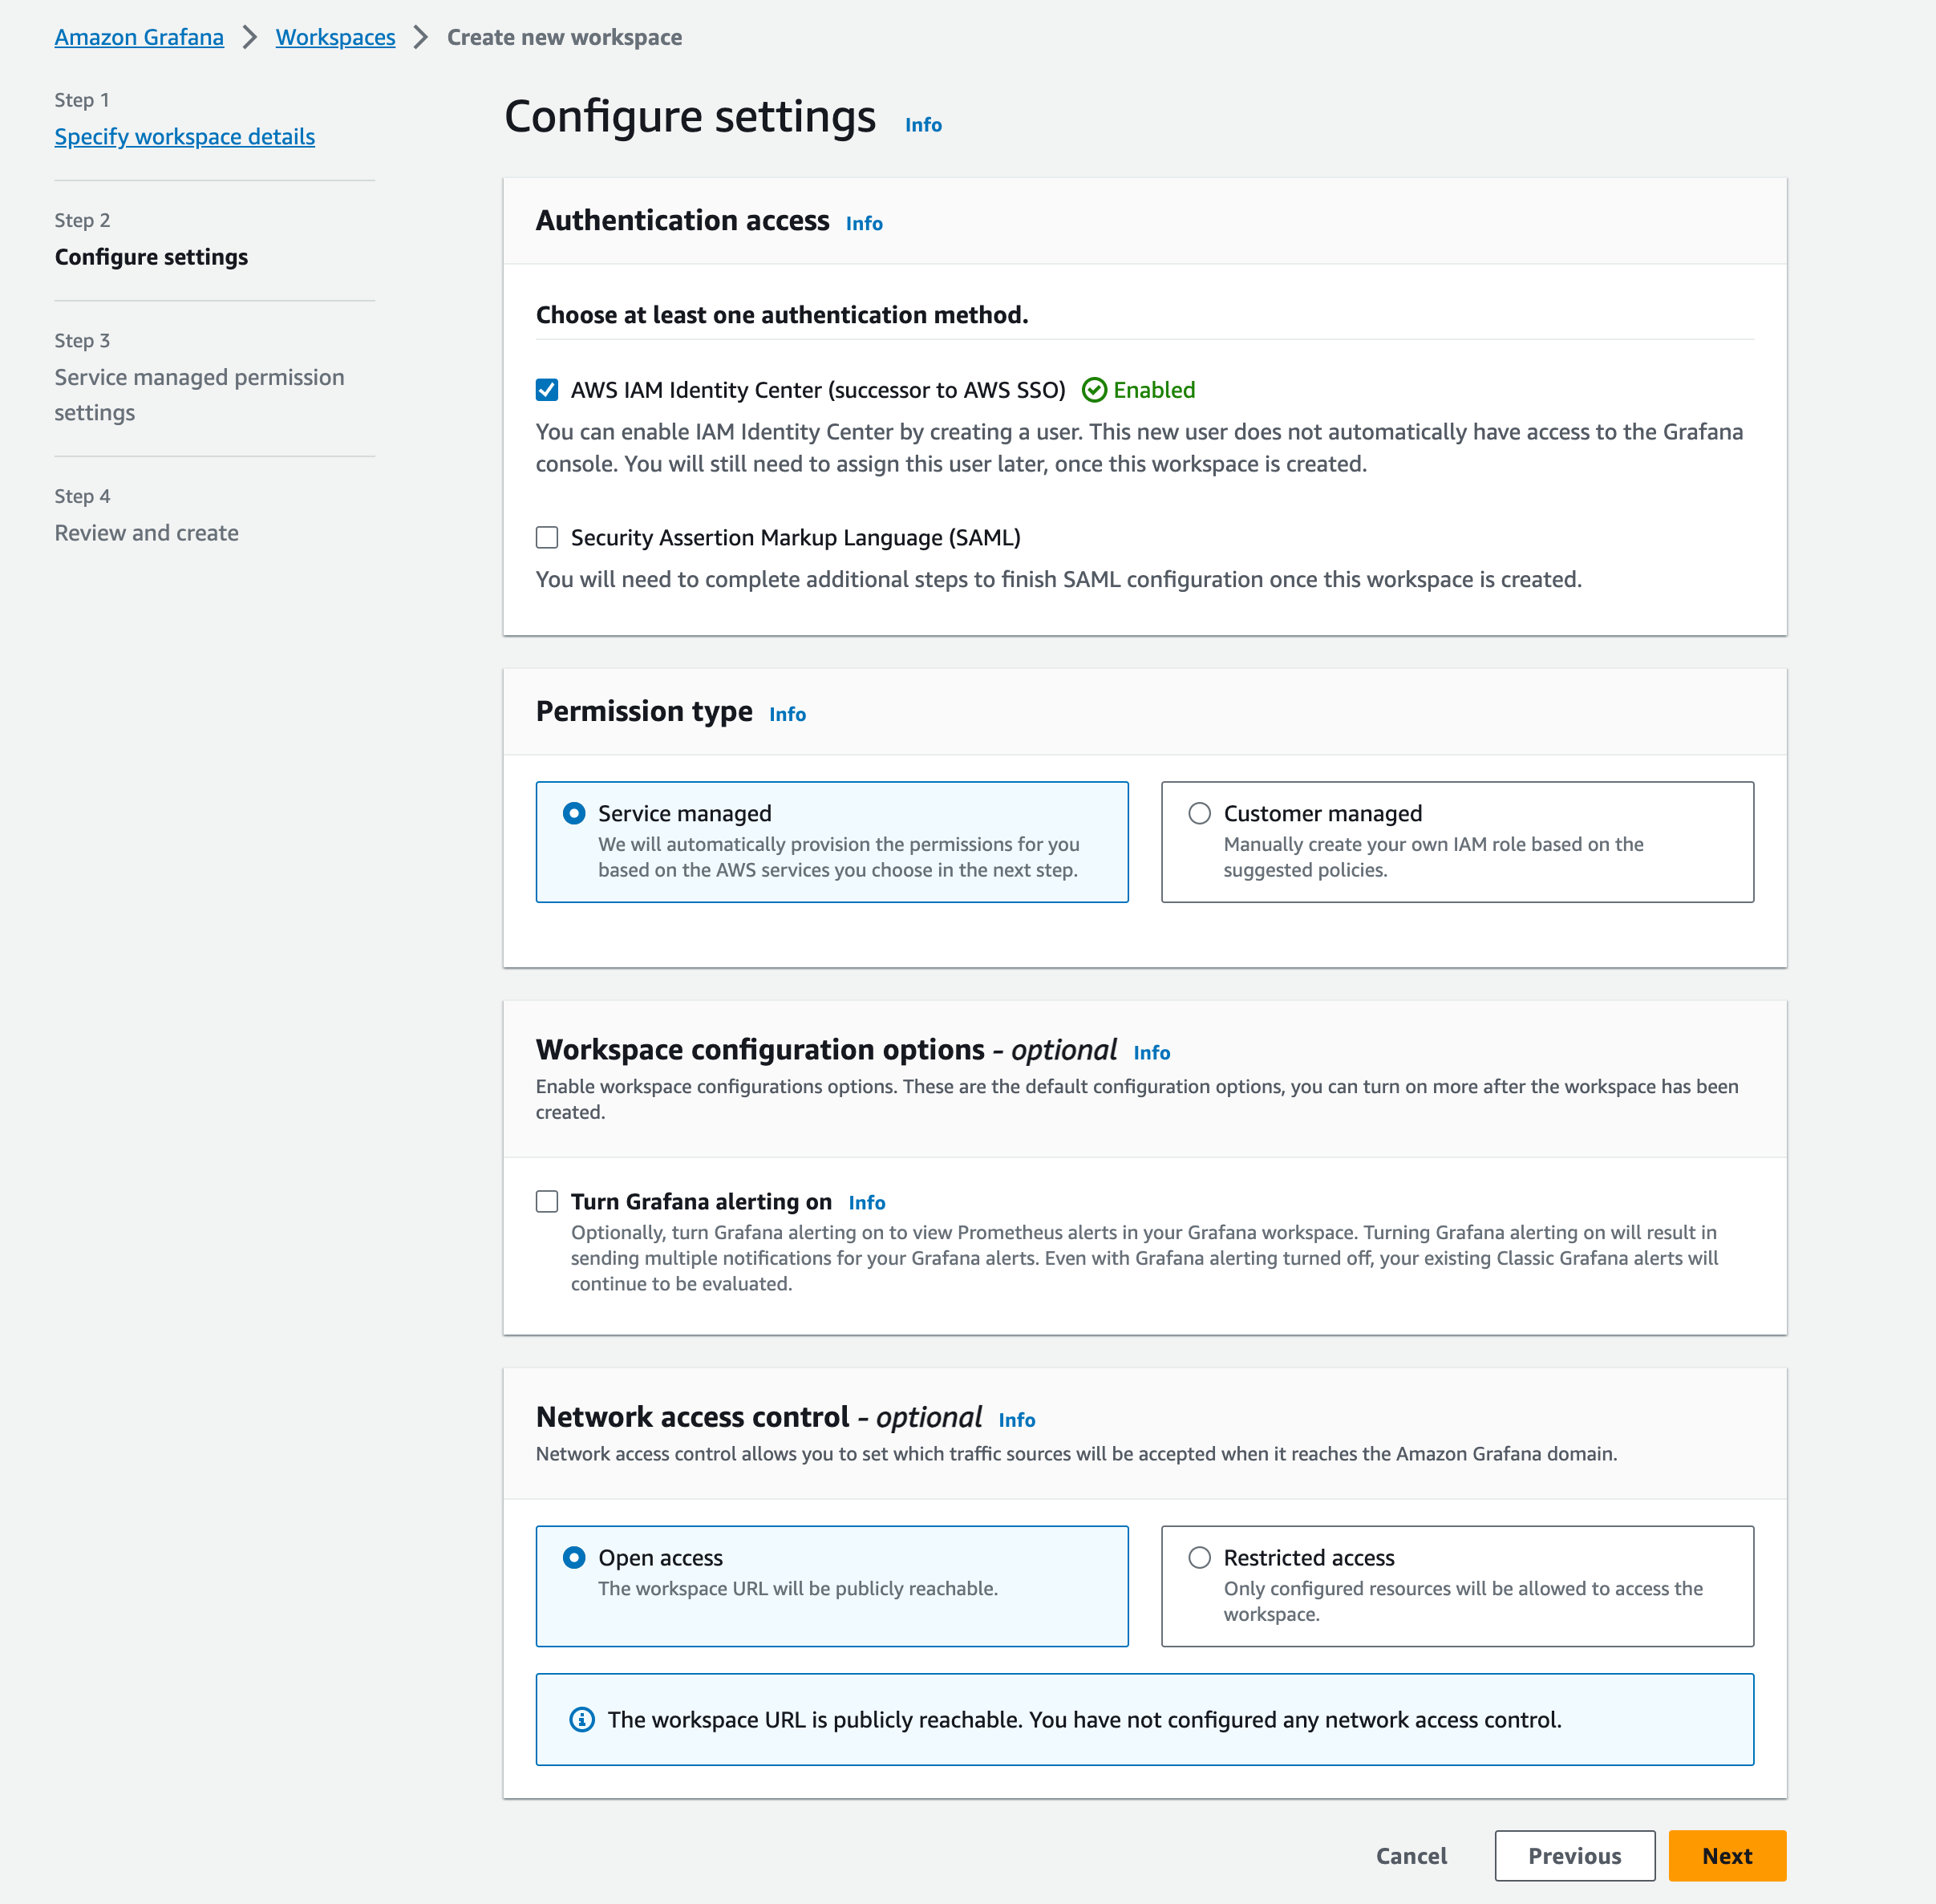 Amazon Grafana > Workspaces > Create new workspace
Step 1
Specify workspace details
Step 2
Configure settings
Step 3
Service managed permission
settings
Step 4
Review and create
Configure settings Info
Authentication access Info
Choose at least one authentication method.
AWS IAM Identity Center (successor to AWS SSO) Enabled
You can enable IAM Identity Center by creating a user. This new user does not automatically have access to the Grafana
console. You will still need to assign this user later, once this workspace is created.
Security Assertion Markup Language (SAML)
You will need to complete additional steps to finish SAML configuration once this workspace is created.
Permission type Info
Service managed
We will automatically provision the permissions for you
based on the AWS services you choose in the next step.
Customer managed
Manually create your own IAM role based on the
suggested policies.
Workspace configuration options - optional Info
Enable workspace configurations options. These are the default configuration options, you can turn on more after the workspace has been
created.
Turn Grafana alerting on Info
Optionally, turn Grafana alerting on to view Prometheus alerts in your Grafana workspace. Turning Grafana alerting on will result in
sending multiple notifications for your Grafana alerts. Even with Grafana alerting turned off, your existing Classic Grafana alerts will
continue to be evaluated.
Network access control - optional Info
Network access control allows you to set which traffic sources will be accepted when it reaches the Amazon Grafana domain.
Open access
The workspace URL will be publicly reachable.
Restricted access
Only configured resources will be allowed to access the
workspace.
The workspace URL is publicly reachable. You have not configured any network access control.
Cancel Previous Next